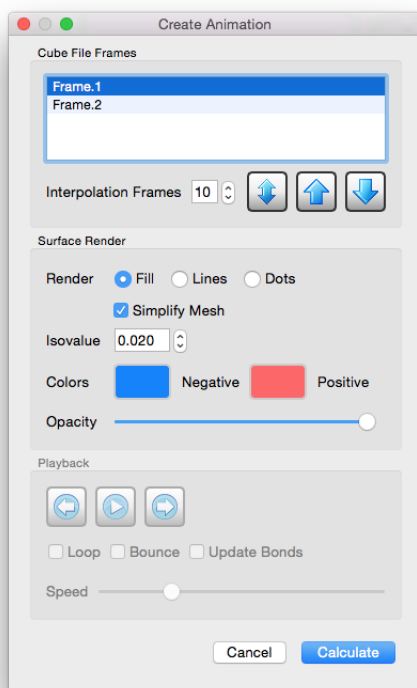 Create Animation
Cube File Frames
Frame.1
Frame.2
Interpolation Frames 10
Surface Render
Render Fill Lines Dots
Simplify Mesh
Isovalue 0.020
Colors Negative Positive
Opacity
Playback
Loop Bounce Update Bonds
Speed
Cancel Calculate